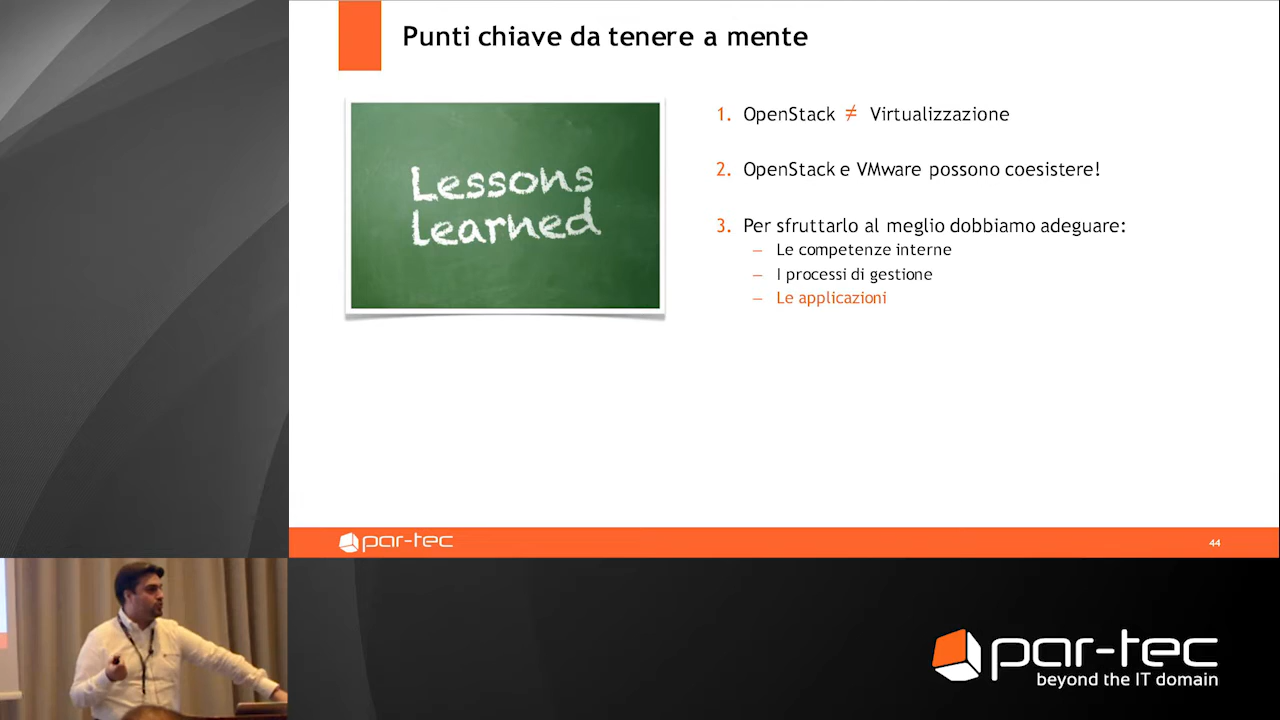 Punti chiave da tenere a mente
Lessons
learned
1. OpenStack ≠ Virtualizzazione
2. OpenStack e VMware possono coesistere!
3. Per sfruttarlo al meglio dobbiamo adeguare:
– Le competenze interne
– I processi di gestione
– Le applicazioni
par-tec
44
par-tec
beyond the IT domain